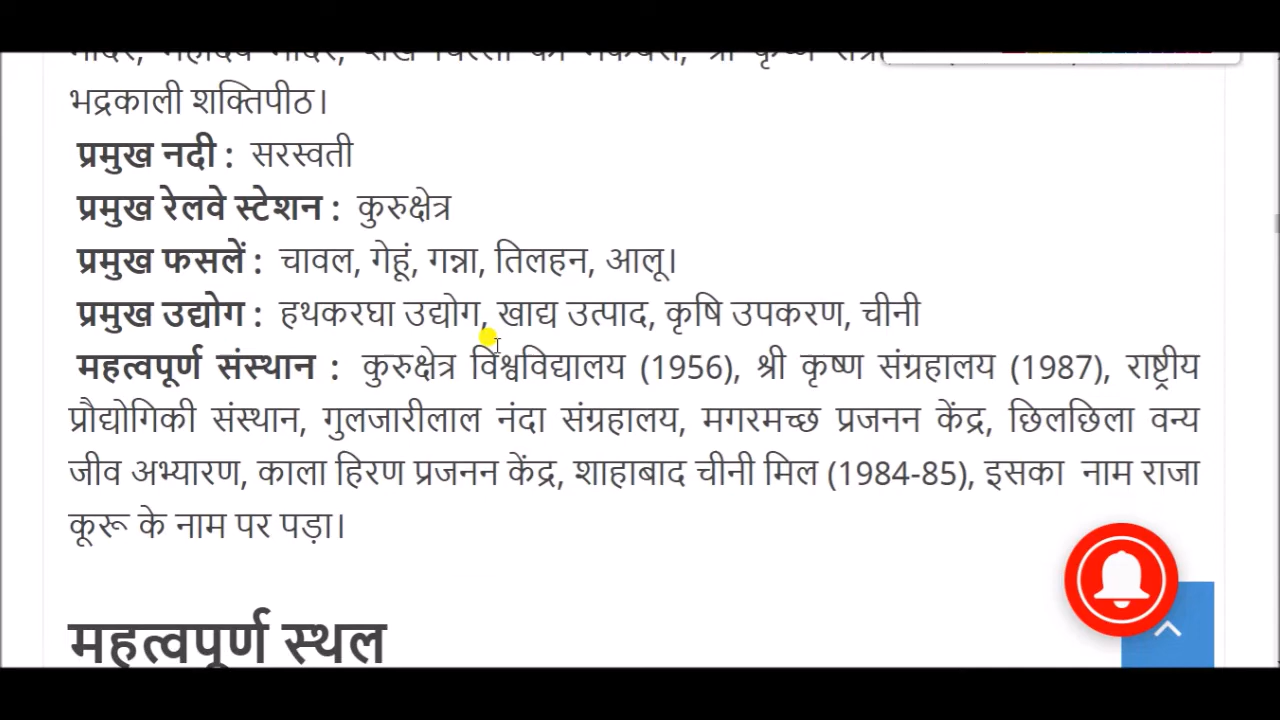 भद्रकाली शक्तिपीठ।
प्रमुख नदी : सरस्वती
प्रमुख रेलवे स्टेशन : कुरुक्षेत्र
प्रमुख फसलें : चावल, गेहूं, गन्ना, तिलहन, आलू।
प्रमुख उद्योग : हथकरघा उद्योग, खाद्य उत्पाद, कृषि उपकरण, चीनी
महत्वपूर्ण संस्थान : कुरुक्षेत्र विश्वविद्यालय (1956), श्री कृष्ण संग्रहालय (1987), राष्ट्रीय
प्रौद्योगिकी संस्थान, गुलजारीलाल नंदा संग्रहालय, मगरमच्छ प्रजनन केंद्र, छिलछिला वन्य
जीव अभ्यारण, काला हिरण प्रजनन केंद्र, शाहाबाद चीनी मिल (1984-85), इसका नाम राजा
कूरू के नाम पर पड़ा।
महत्वपूर्ण स्थल